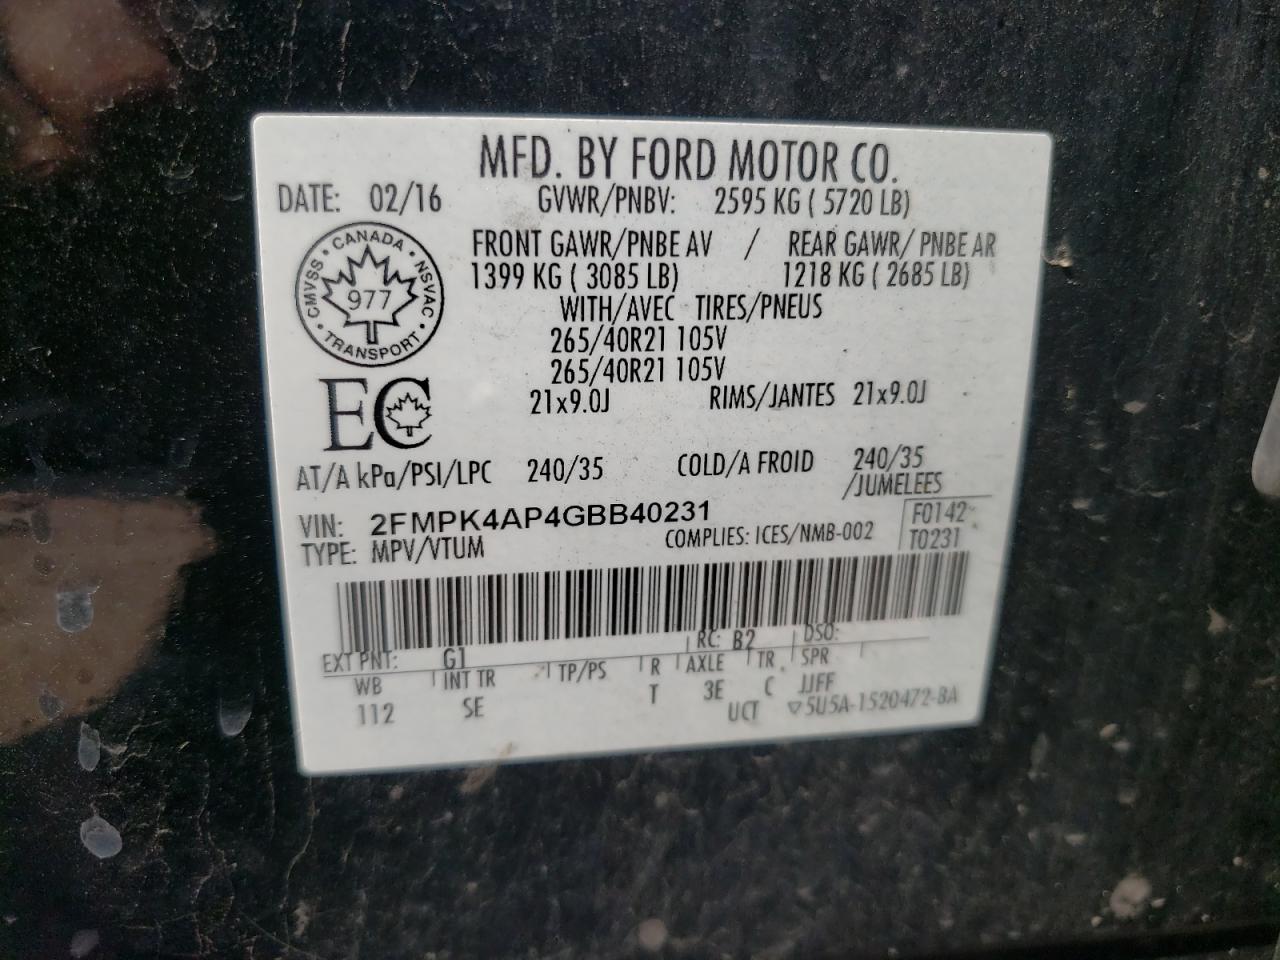 MFD. BY FORD MOTOR CO.
DATE: 02/16 GVWR/PNBV: 2595 KG ( 5720 LB)
FRONT GAWR/PNBE AV / REAR GAWR/ PNBE AR
1399 KG ( 3085 LB) 1218 KG ( 2685 LB)
WITH/AVEC TIRES/PNEUS
265/40R21 105V
265/40R21 105V
21x9.0J RIMS/JANTES 21x9.0J
CANADA
CMVSS NSVAC
977
TRANSPORT
EC
AT/A kPa/PSI/LPC 240/35 COLD/A FROID 240/35
/JUMELEES
VIN: 2FMPK4AP4GBB40231 F0142
TYPE: MPV/VTUM COMPLIES: ICES/NMB-002 T0231
EXT PNT: G1 RC: B2 DSO:
WB INT TR TP/PS R AXLE TR SPR
112 SE T 3E C JJFF
UCT ▽5U5A-1520472-BA